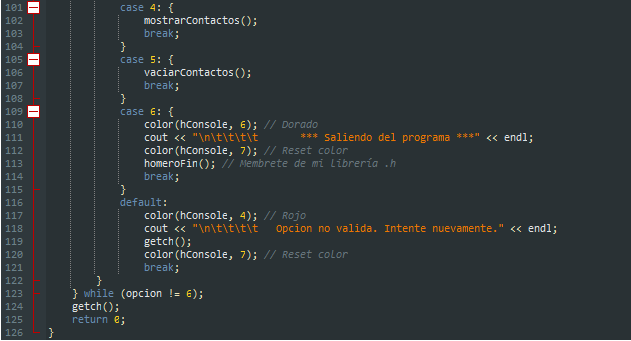 101 case 4: {
102 mostrarContactos();
103 break;
104 }
105 case 5: {
106 vaciarContactos();
107 break;
108 }
109 case 6: {
110 color(hConsole, 6); // Dorado
111 cout << "\n\t\t\t\t *** Saliendo del programa ***" << endl;
112 color(hConsole, 7); // Reset color
113 homeroFin(); // Membrete de mi librería .h
114 break;
115 }
116 default:
117 color(hConsole, 4); // Rojo
118 cout << "\n\t\t\t\t Opcion no valida. Intente nuevamente." << endl;
119 getch();
120 color(hConsole, 7); // Reset color
121 break;
122 }
123 } while (opcion != 6);
124 getch();
125 return 0;
126 }